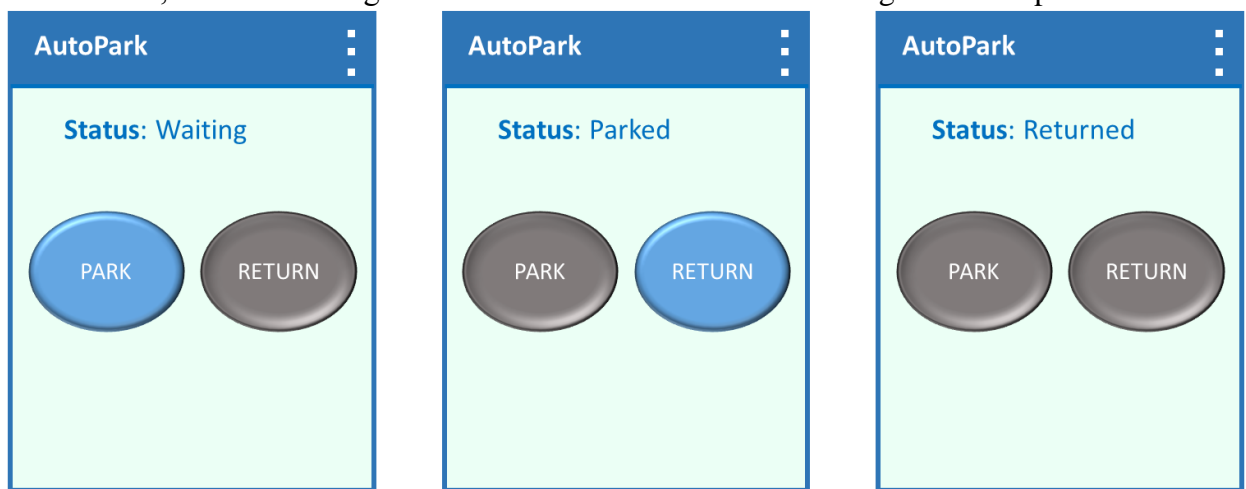 AutoPark
Status: Waiting
PARK
RETURN
AutoPark
Status: Parked
PARK
RETURN
AutoPark
Status: Returned
PARK
RETURN